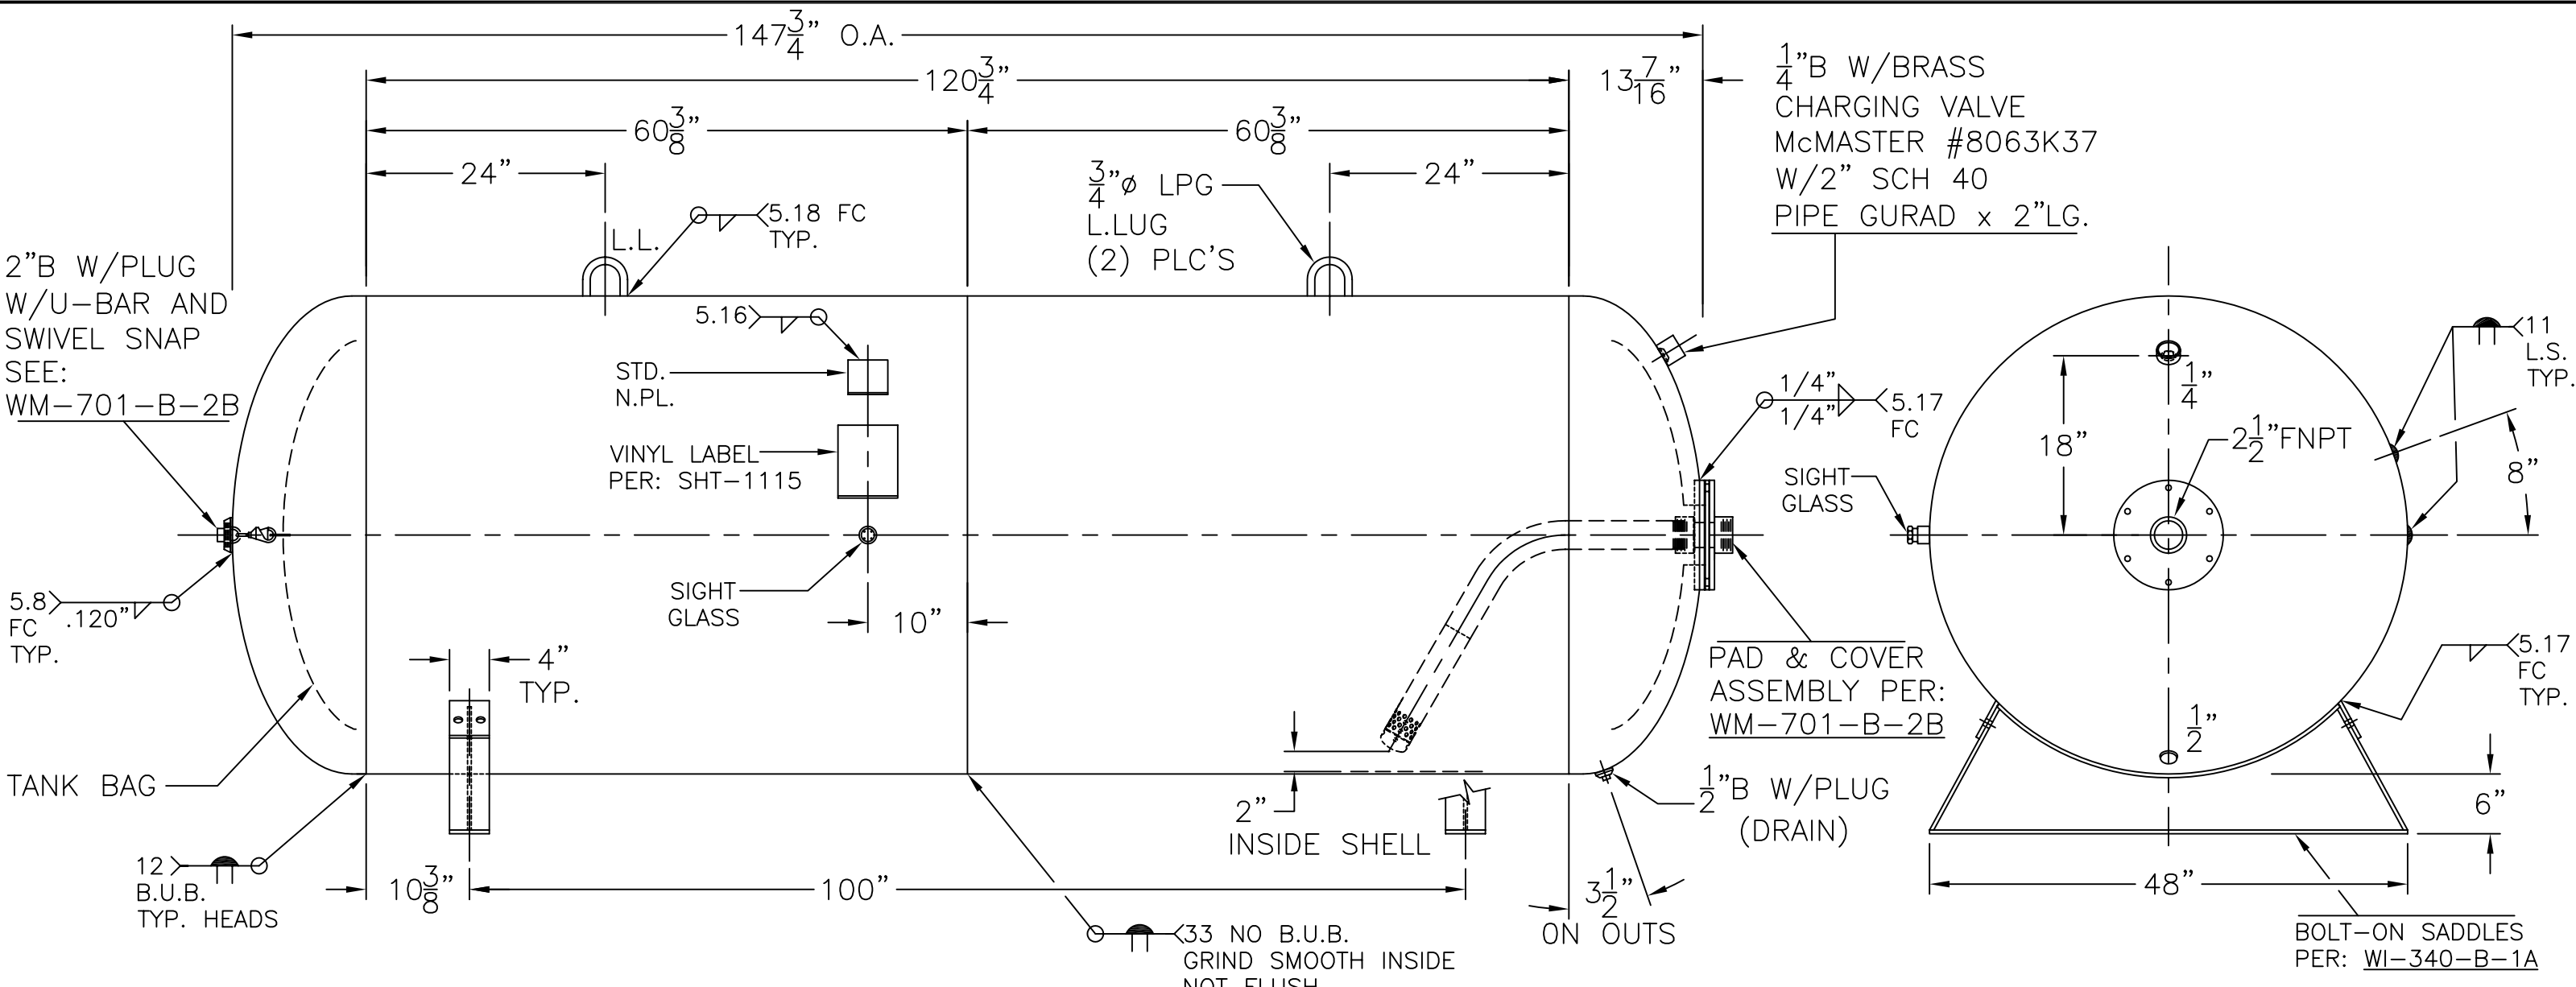 147 3/4" O.A.
120 3/4"
13 7/16"
60 3/8"
60 3/8"
24"
24"
1/4"B W/BRASS
CHARGING VALVE
McMASTER #8063K37
W/2" SCH 40
PIPE GURAD x 2"LG.
3/4"ø LPG
L.LUG
(2) PLC'S
L.L.
5.18 FC
TYP.
2"B W/PLUG
W/U-BAR AND
SWIVEL SNAP
SEE:
WM-701-B-2B
5.16
STD.
N.PL.
VINYL LABEL
PER: SHT-1115
SIGHT
GLASS
10"
1/4"
1/4"
5.17
FC
5.8
.120"
FC
TYP.
4"
TYP.
TANK BAG
PAD & COVER
ASSEMBLY PER:
WM-701-B-2B
2"
INSIDE SHELL
1/2"B W/PLUG
(DRAIN)
12
B.U.B.
TYP. HEADS
10 3/8"
100"
3 1/2"
ON OUTS
33 NO B.U.B.
GRIND SMOOTH INSIDE
NOT FLUSH
11
L.S.
TYP.
1/4
18"
2 1/2"FNPT
8"
SIGHT
GLASS
5.17
FC
TYP.
1/2"
6"
48"
BOLT-ON SADDLES
PER: WI-340-B-1A